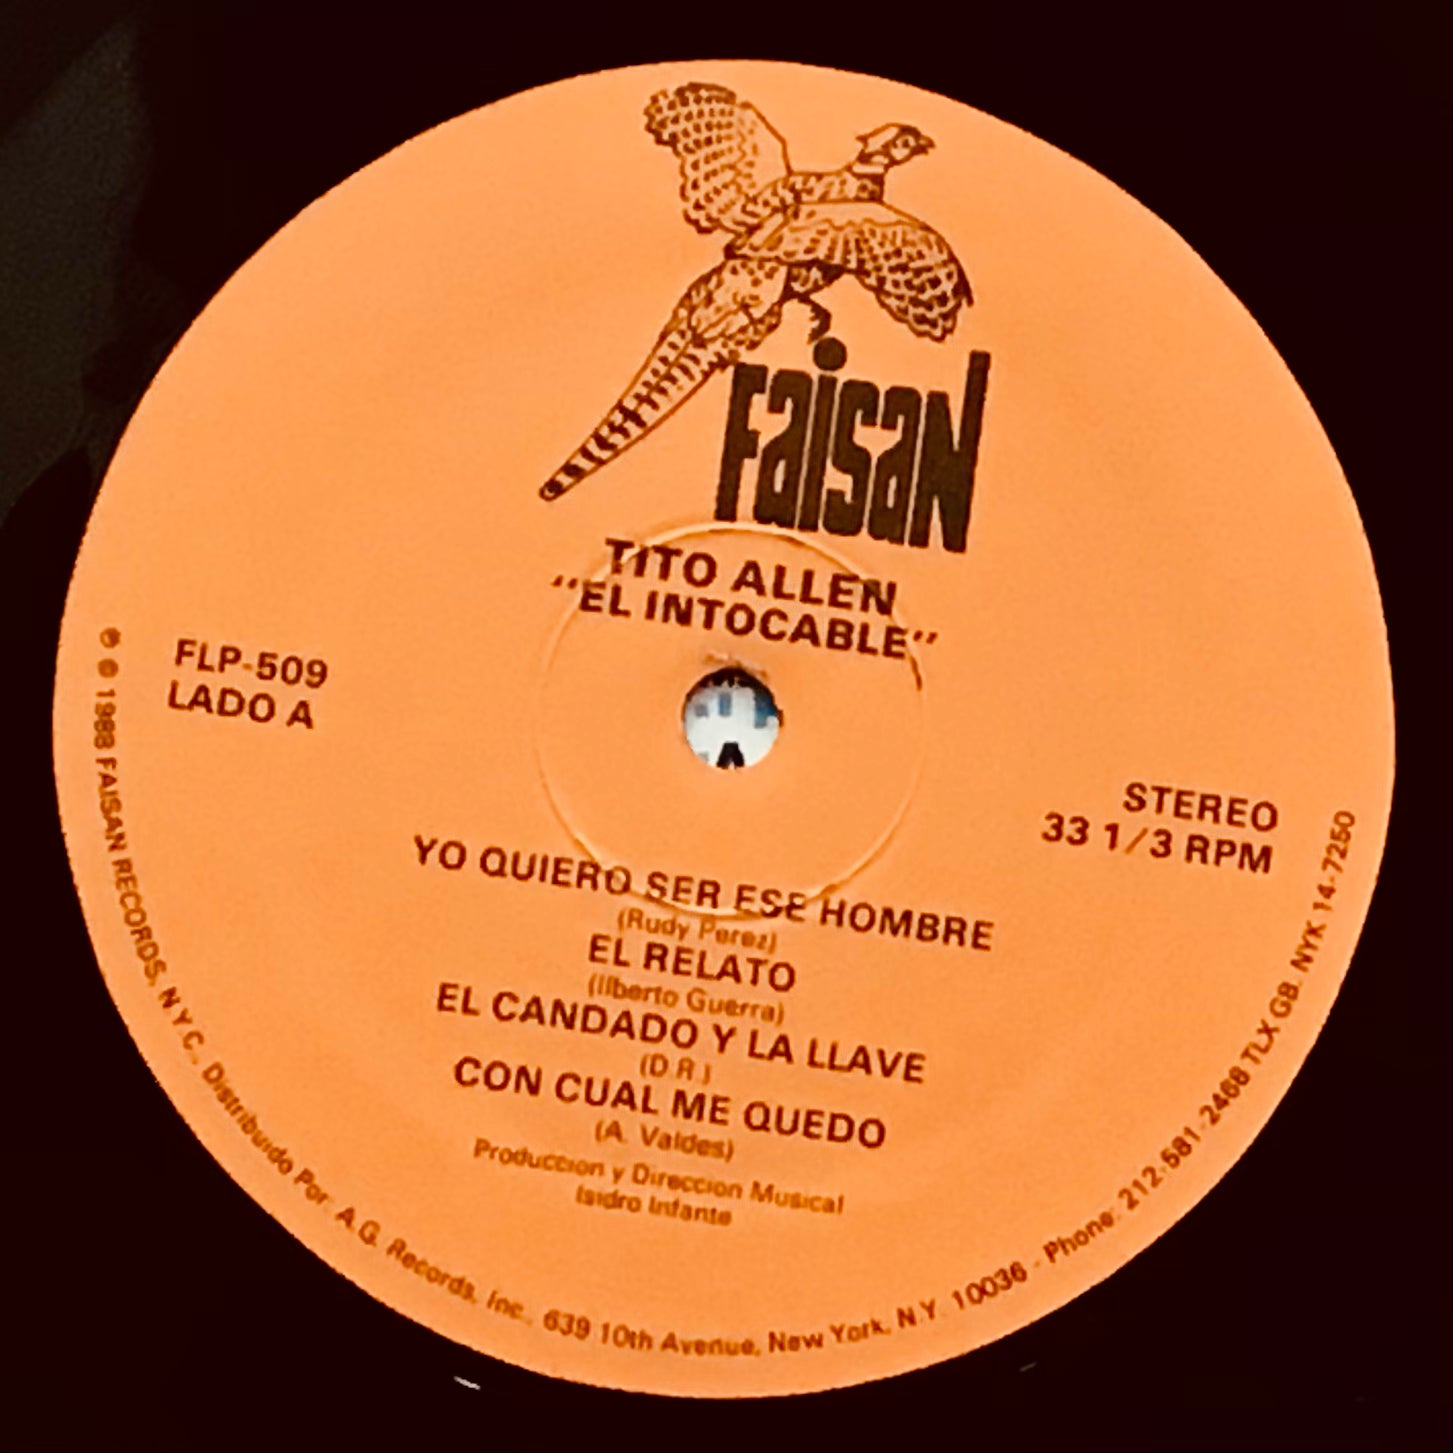 FAISAN
TITO ALLEN
"EL INTOCABLE"
FLP-509
LADO A
STEREO
33 1/3 RPM
YO QUIERO SER ESE HOMBRE
(Rudy Perez)
EL RELATO
(Ilberto Guerra)
EL CANDADO Y LA LLAVE
(D.R.)
CON CUAL ME QUEDO
(A. Valdes)
Produccion y Direccion Musical
Isidro Infante
℗ © 1988 FAISAN RECORDS, N.Y.C., Distribuido Por: A.G. Records, Inc., 639 10th Avenue, New York, N.Y. 10036 - Phone: 212-581-2468 TLX GB. NYK 14-7250